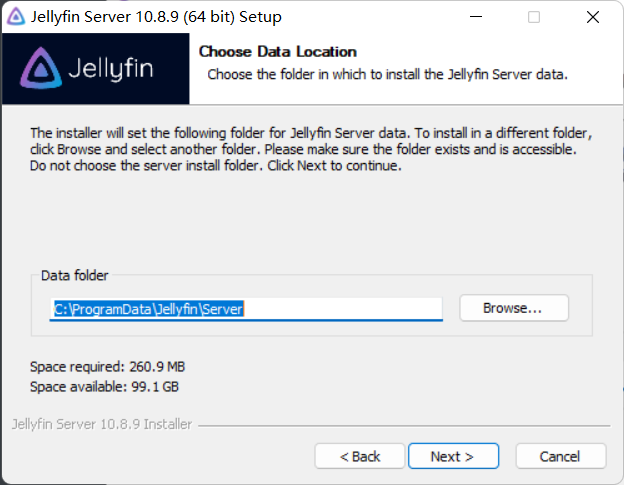 Jellyfin Server 10.8.9 (64 bit) Setup
Jellyfin
Choose Data Location
Choose the folder in which to install the Jellyfin Server data.
The installer will set the following folder for Jellyfin Server data. To install in a different folder,
click Browse and select another folder. Please make sure the folder exists and is accessible.
Do not choose the server install folder. Click Next to continue.
Data folder
C:\ProgramData\Jellyfin\Server
Browse...
Space required: 260.9 MB
Space available: 99.1 GB
Jellyfin Server 10.8.9 Installer
< Back
Next >
Cancel